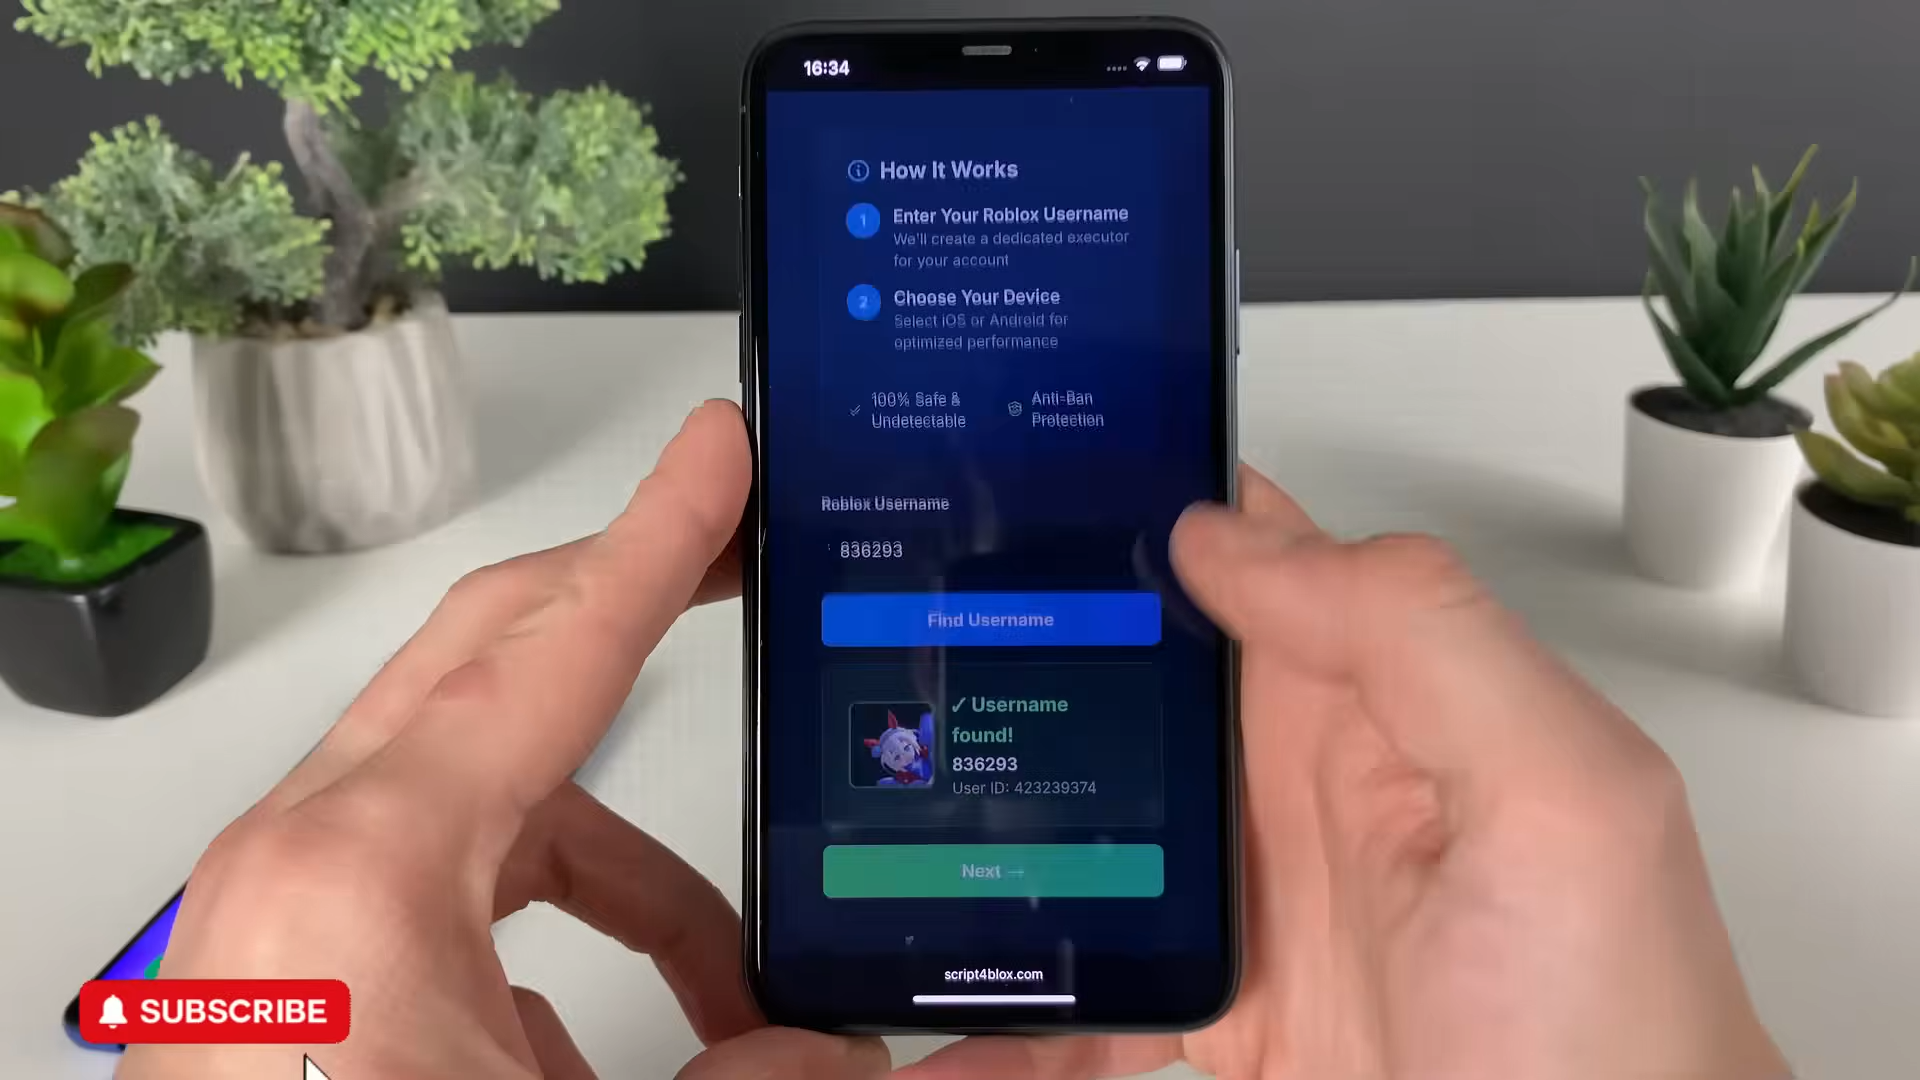 16:34
How It Works
1
Enter Your Roblox Username
We'll create a dedicated executor
for your account
2
Choose Your Device
Select iOS or Android for
optimized performance
100% Safe &
Undetectable
Anti-Ban
Protection
Roblox Username
836293
Find Username
✓ Username
found!
836293
User ID: 423239374
Next →
script4blox.com
SUBSCRIBE